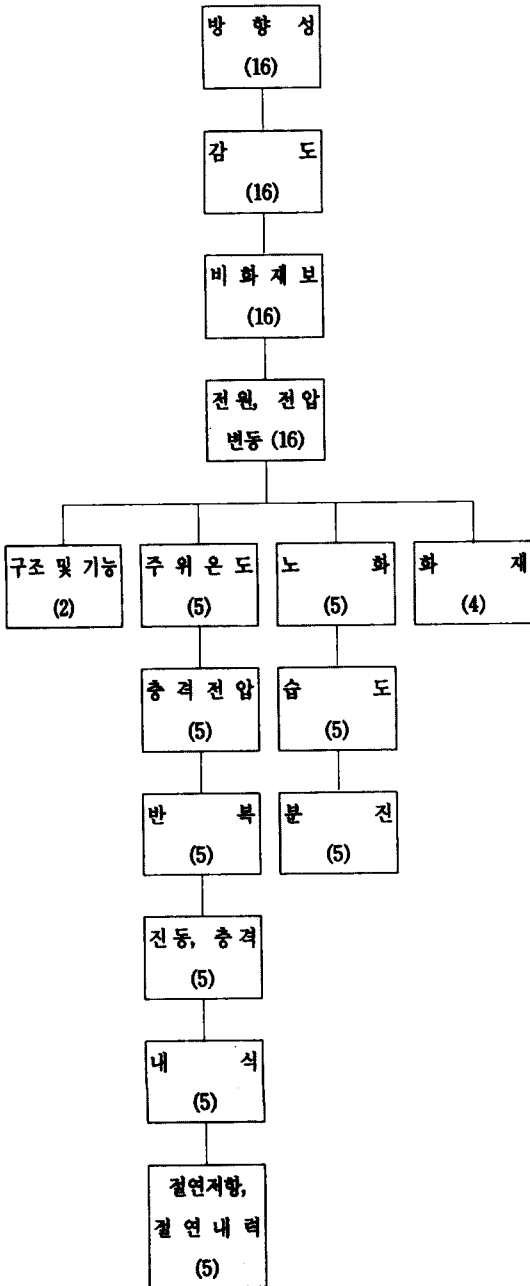 방 향 성
(16)
감 도
(16)
비 화 재 보
(16)
전 원, 전 압
변 동 (16)
구조 및 기능
(2)
주 위 온 도
(5)
노 화
(5)
화 재
(4)
충 격 전 압
(5)
습 도
(5)
반 복
(5)
분 진
(5)
진 동, 충 격
(5)
내 식
(5)
절연저항,
절 연 내 력
(5)